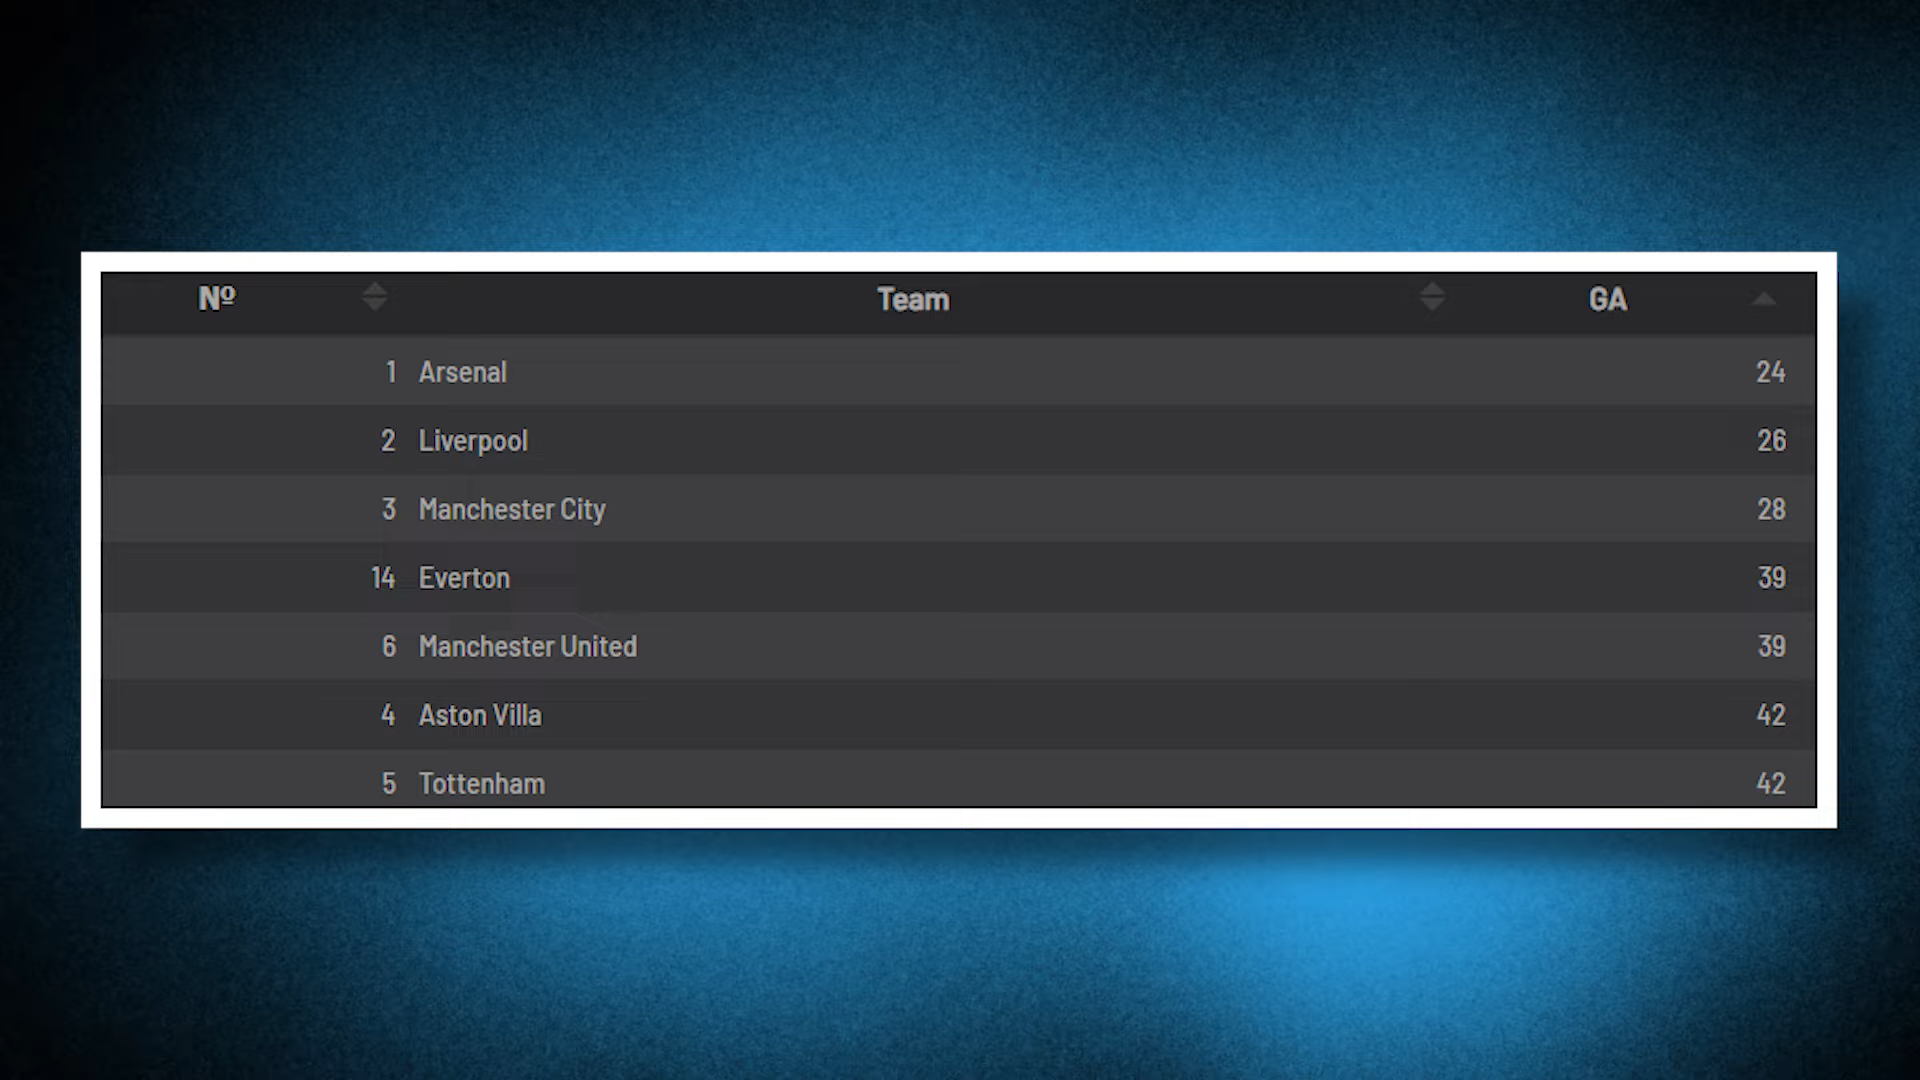 Nº Team GA
1 Arsenal 24
2 Liverpool 26
3 Manchester City 28
14 Everton 39
6 Manchester United 39
4 Aston Villa 42
5 Tottenham 42